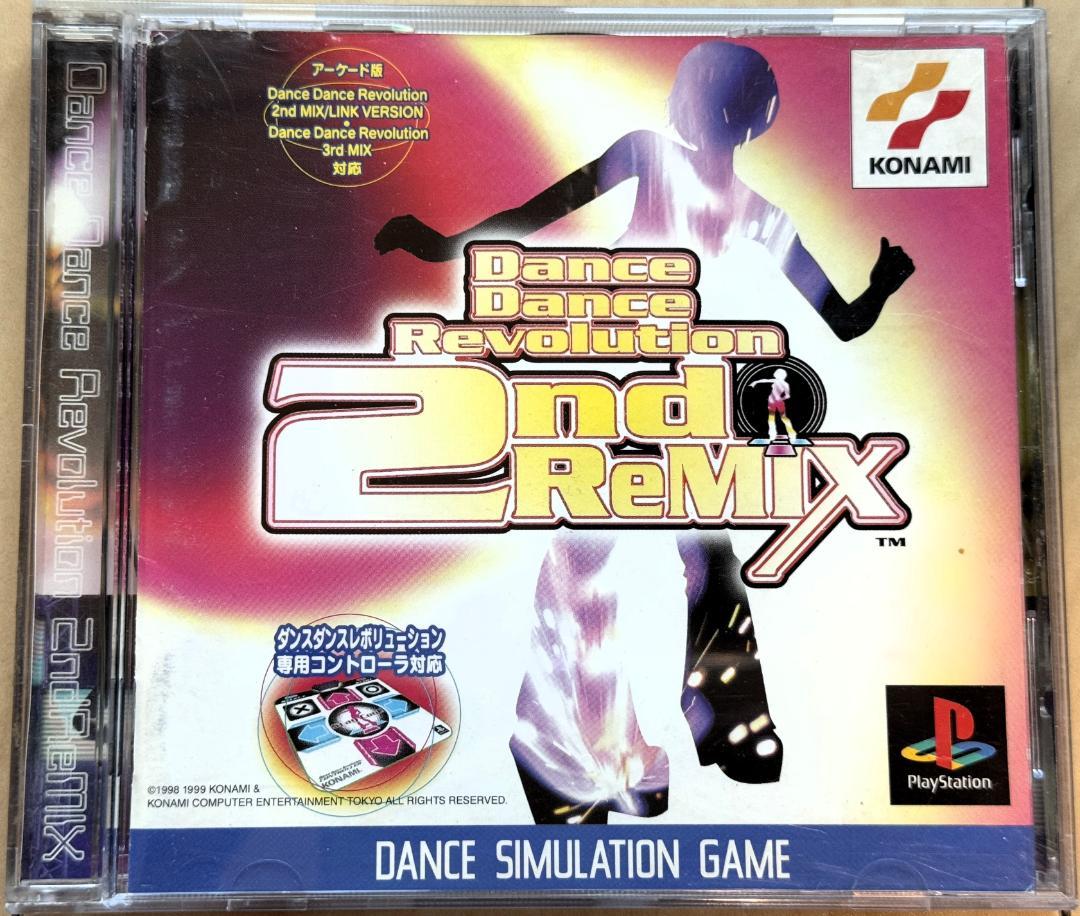 アーケード版
Dance Dance Revolution
2nd MIX/LINK VERSION
•
Dance Dance Revolution
3rd MIX
対応
KONAMI
Dance
Dance
Revolution
2nd
ReMIX
TM
ダンスダンスレボリューション
専用コントローラ対応
KONAMI
©1998 1999 KONAMI &
KONAMI COMPUTER ENTERTAINMENT TOKYO ALL RIGHTS RESERVED.
PlayStation
DANCE SIMULATION GAME
Dance Dance Revolution 2ndReMIX